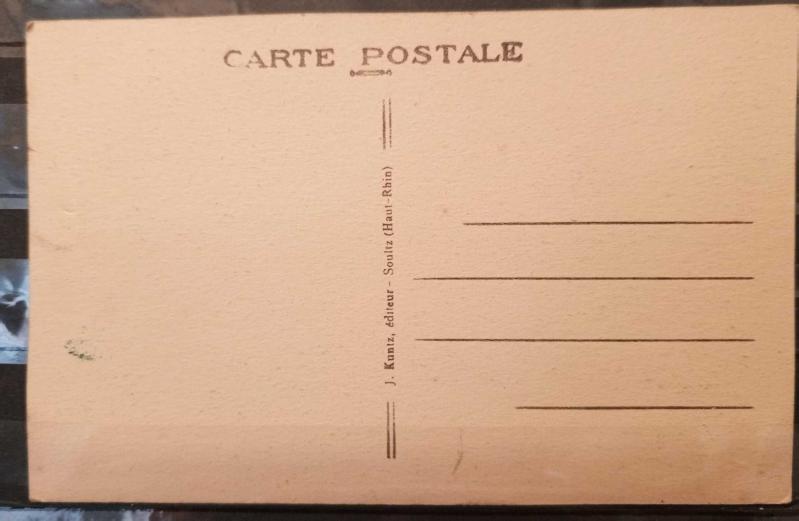 CARTE POSTALE
J. Kuntz, éditeur - Soultz (Haut-Rhin)